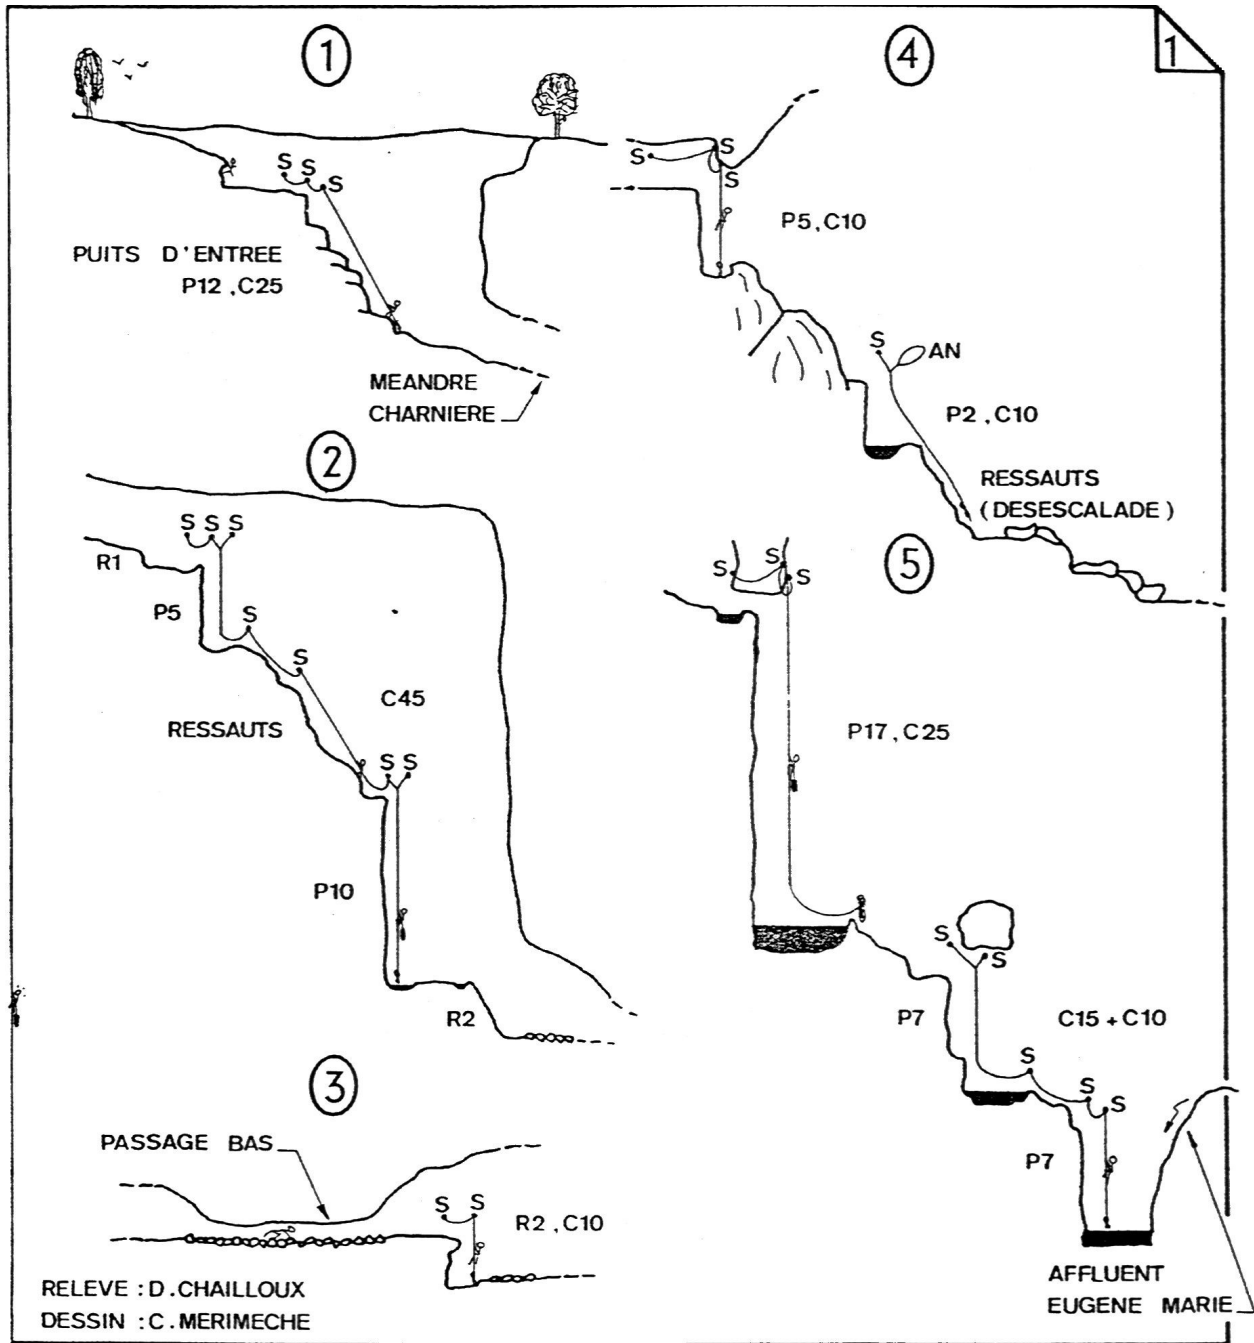 1
1
S S S
PUITS D'ENTREE
P12 , C25
MEANDRE
CHARNIERE
2
S S S
R1
P5
S
S
C45
RESSAUTS
S S
P10
R2
3
PASSAGE BAS
S S
R2 , C10
RELEVE : D.CHAILLOUX
DESSIN : C.MERIMECHE
4
S S
S
P5, C10
S
AN
P2 , C10
RESSAUTS
(DESESCALADE)
5
S S
S
P17 , C25
S
S
P7
C15 + C10
S
S
S
P7
AFFLUENT
EUGENE MARIE